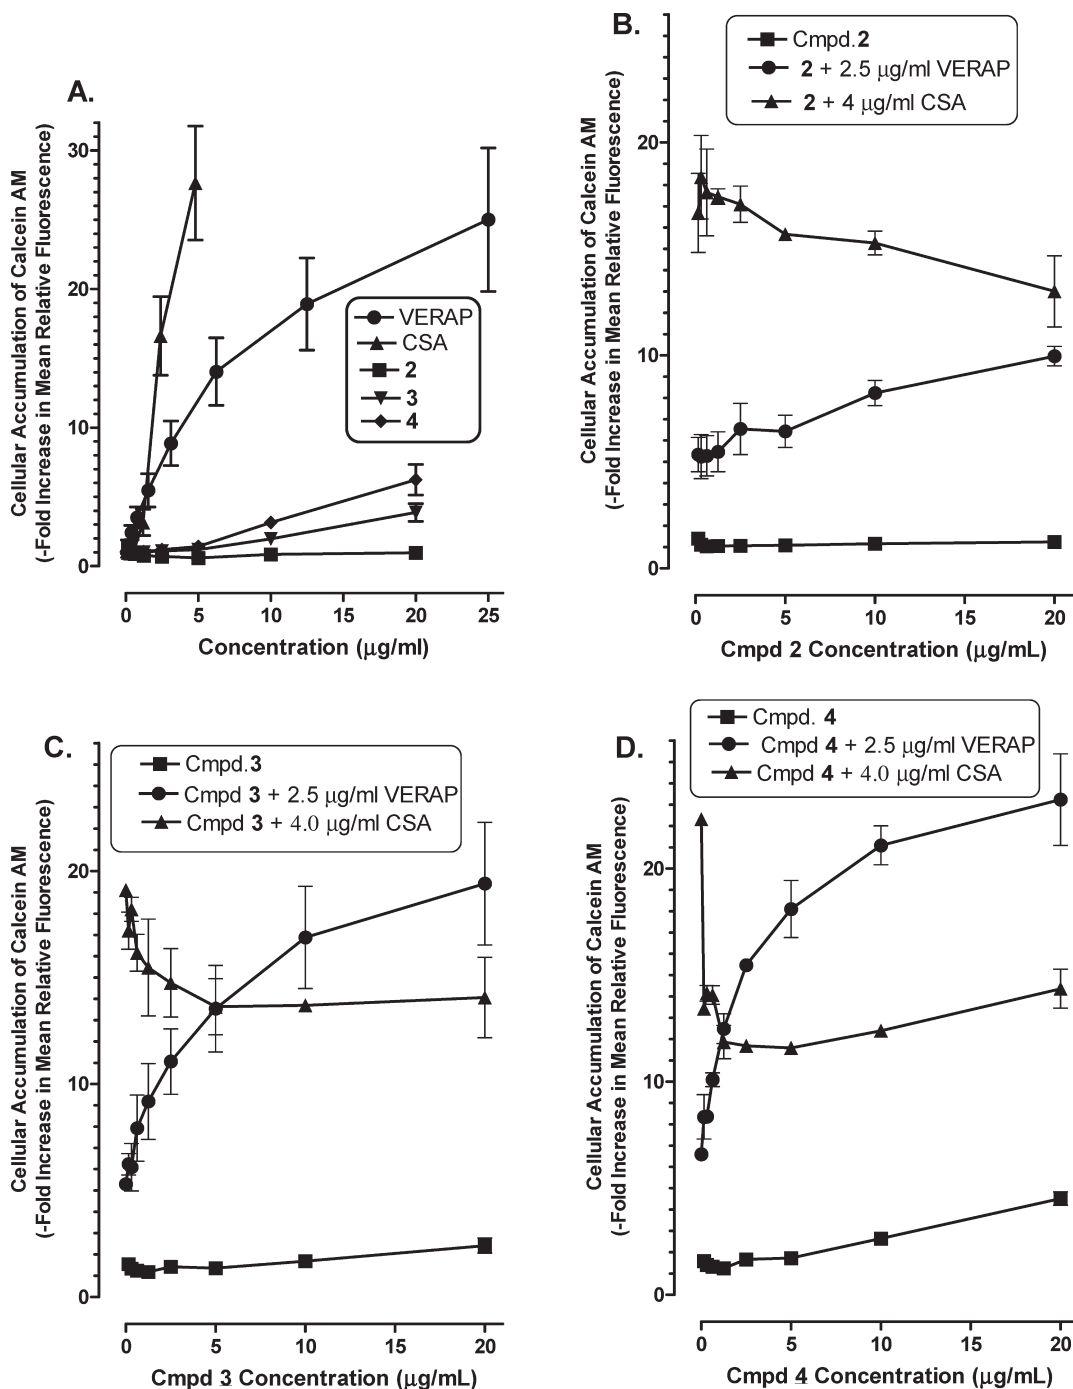 A.
Cellular Accumulation of Calcein AM
(-Fold Increase in Mean Relative Fluorescence)
30
20
10
0
VERAP
CSA
2
3
4
0 5 10 15 20 25
Concentration (μg/ml)
B.
Cellular Accumulation of Calcein AM
(-Fold Increase in Mean Relative Fluorescence)
20
10
0
Cmpd.2
2 + 2.5 μg/ml VERAP
2 + 4 μg/ml CSA
0 5 10 15 20
Cmpd 2 Concentration (μg/mL)
C.
Cellular Accumulation of Calcein AM
(-Fold Increase in Mean Relative Fluorescence)
20
10
0
Cmpd.3
Cmpd 3 + 2.5 μg/ml VERAP
Cmpd 3 + 4.0 μg/ml CSA
0 5 10 15 20
Cmpd 3 Concentration (μg/mL)
D.
Cellular Accumulation of Calcein AM
(-Fold Increase in Mean Relative Fluorescence)
20
10
0
Cmpd. 4
Cmpd 4 + 2.5 μg/ml VERAP
Cmpd 4 + 4.0 μg/ml CSA
0 5 10 15 20
Cmpd 4 Concentration (μg/mL)